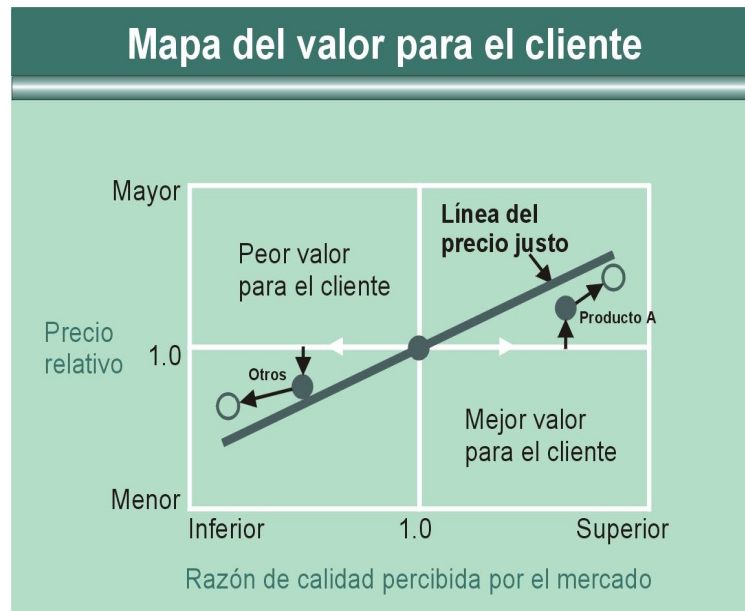 Mapa del valor para el cliente
Mayor
Línea del
precio justo
Peor valor
para el cliente
Producto A
Precio
relativo
1.0
Otros
Mejor valor
para el cliente
Menor
Inferior
1.0
Superior
Razón de calidad percibida por el mercado